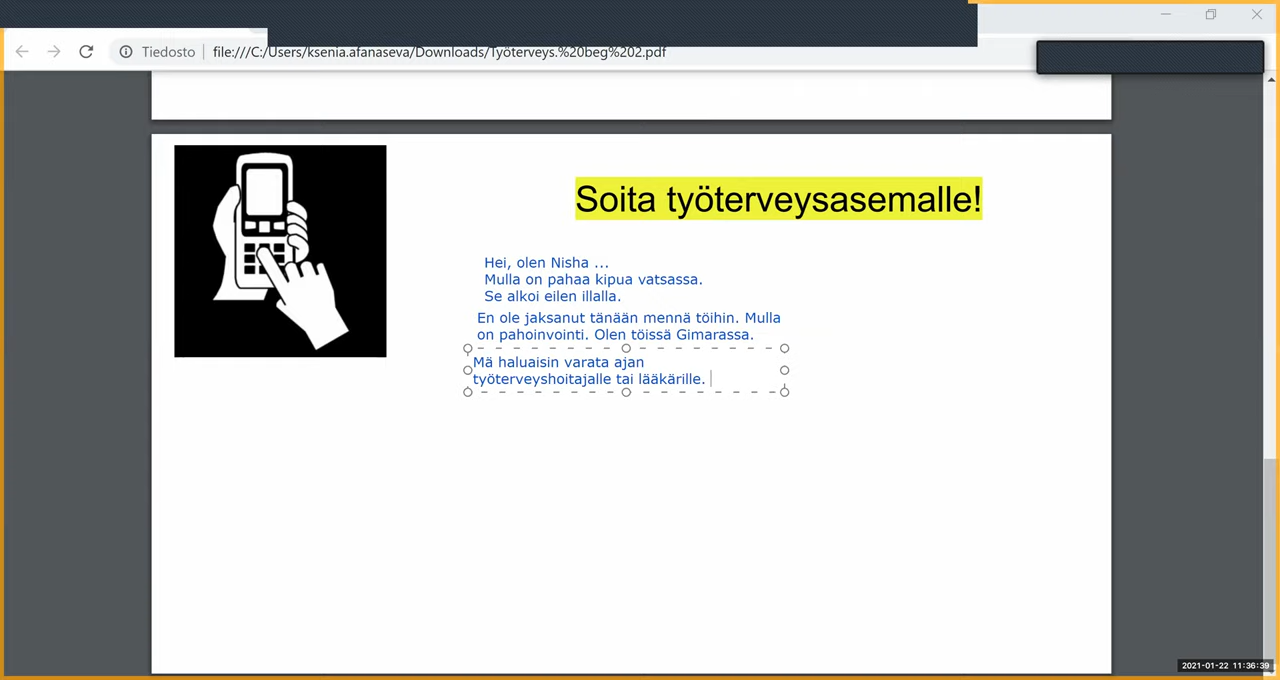 Tiedosto | file:///C:/Users/ksenia.afanaseva/Downloads/Työterveys.%20beg%202.pdf
Soita työterveysasemalle!
Hei, olen Nisha ...
Mulla on pahaa kipua vatsassa.
Se alkoi eilen illalla.
En ole jaksanut tänään mennä töihin. Mulla
on pahoinvointi. Olen töissä Gimarassa.
Mä haluaisin varata ajan
työterveyshoitajalle tai lääkärille.
2021-01-22 11:36:39